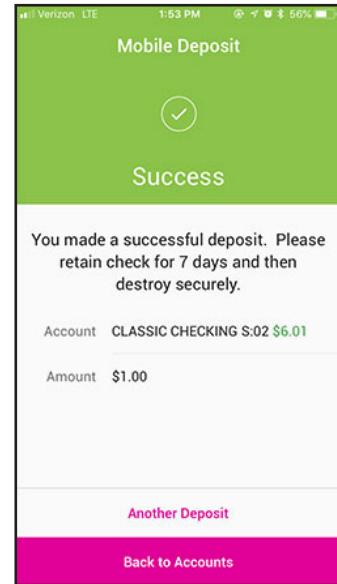 Verizon LTE 1:53 PM 56%
Mobile Deposit
Success
You made a successful deposit. Please
retain check for 7 days and then
destroy securely.
Account CLASSIC CHECKING S:02 $6.01
Amount $1.00
Another Deposit
Back to Accounts